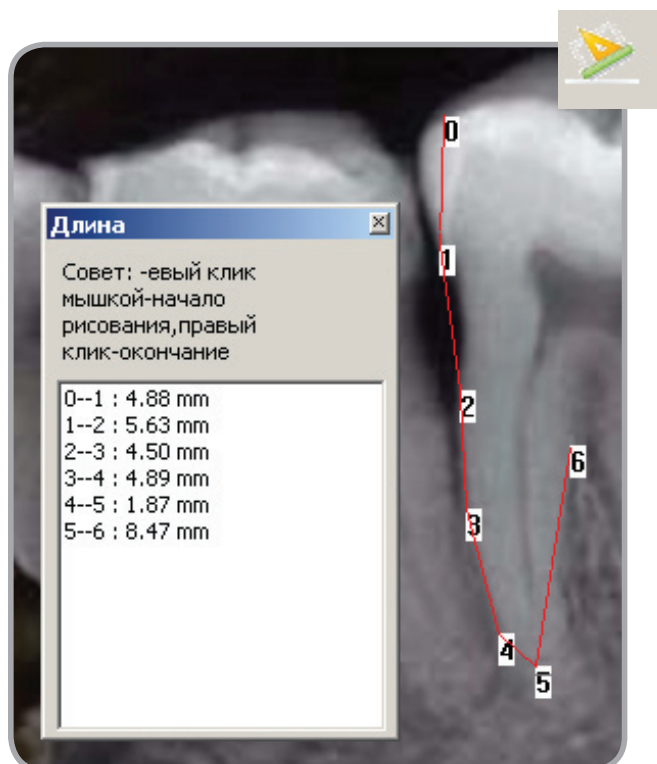 Длина
Совет: -евый клик
мышкой-начало
рисования,правый
клик-окончание
0--1 : 4.88 mm
1--2 : 5.63 mm
2--3 : 4.50 mm
3--4 : 4.89 mm
4--5 : 1.87 mm
5--6 : 8.47 mm
0
1
2
3
4
5
6